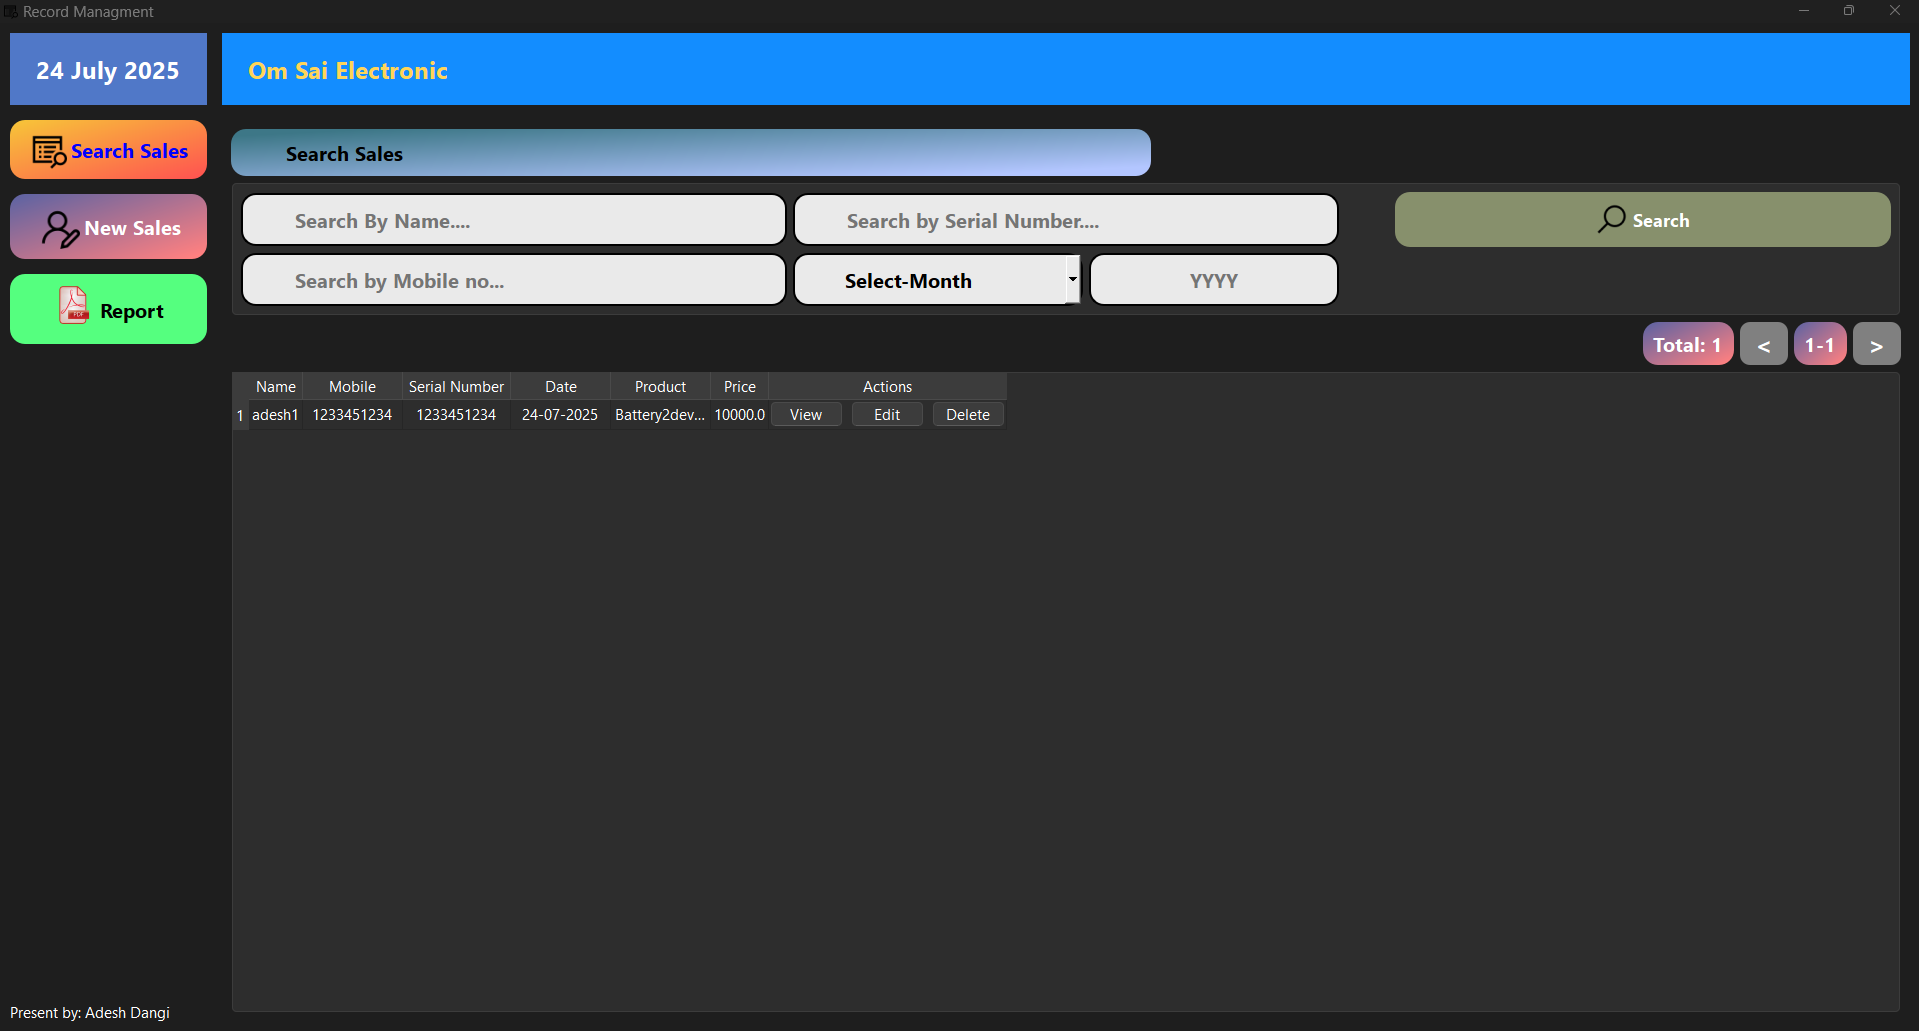 Record Managment
24 July 2025
Om Sai Electronic
Search Sales
New Sales
PDF
Report
Search Sales
Search By Name....
Search by Serial Number....
Search
Search by Mobile no...
Select-Month
YYYY
Total: 1
<
1-1
>
Name Mobile Serial Number Date Product Price Actions
1 adesh1 1233451234 1233451234 24-07-2025 Battery2dev... 10000.0 View Edit Delete
Present by: Adesh Dangi